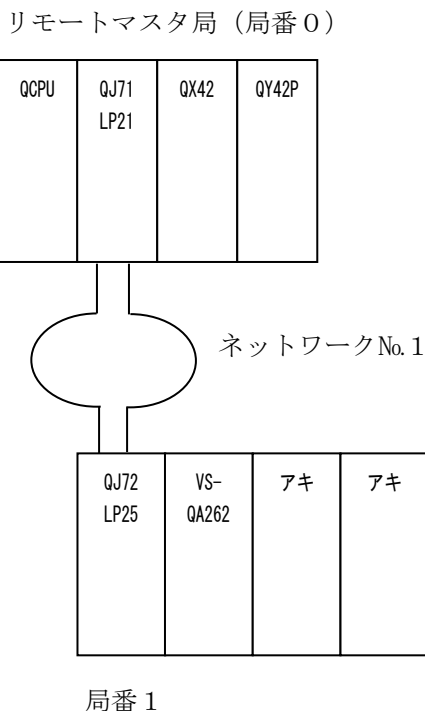 リモートマスタ局（局番０）
QCPU QJ71 QX42 QY42P
LP21
ネットワーク№１
QJ72 VS- アキ アキ
LP25 QA262
局番１